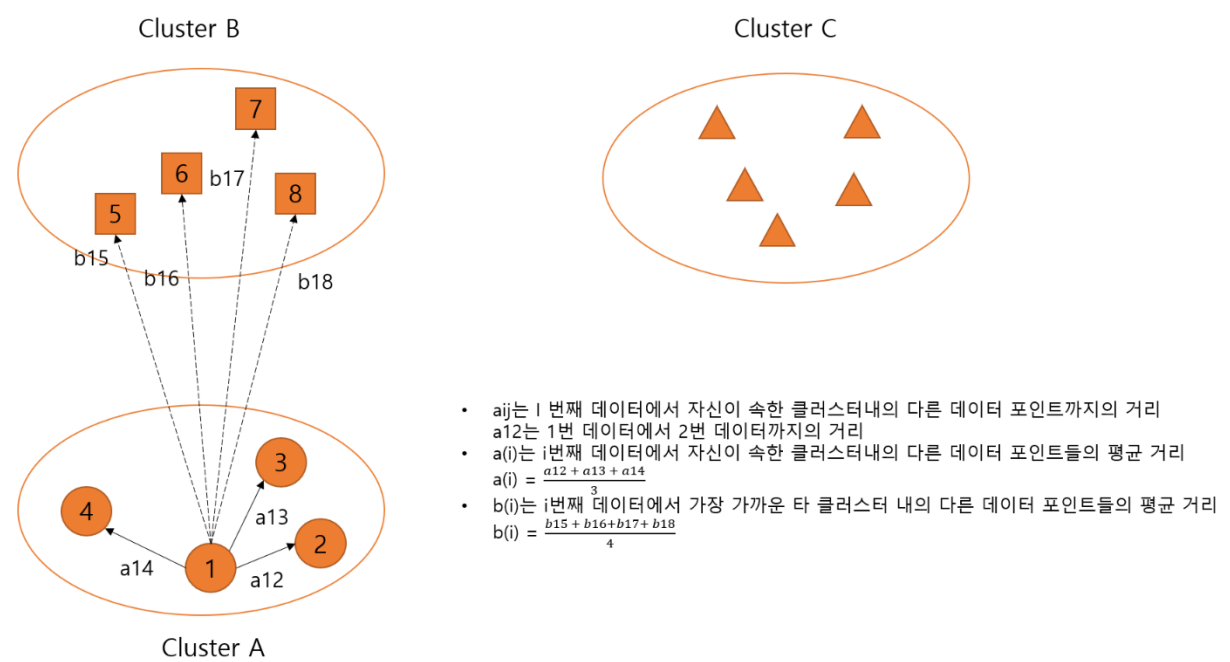 Cluster B
Cluster C
7
6
b17
8
5
b15
b16
b18
3
4
a13
2
1
a14
a12
Cluster A
• aij는 I 번째 데이터에서 자신이 속한 클러스터내의 다른 데이터 포인트까지의 거리
a12는 1번 데이터에서 2번 데이터까지의 거리
• a(i)는 i번째 데이터에서 자신이 속한 클러스터내의 다른 데이터 포인트들의 평균 거리
a(i) = (a12 + a13 + a14) / 3
• b(i)는 i번째 데이터에서 가장 가까운 타 클러스터 내의 다른 데이터 포인트들의 평균 거리
b(i) = (b15 + b16+b17+ b18) / 4